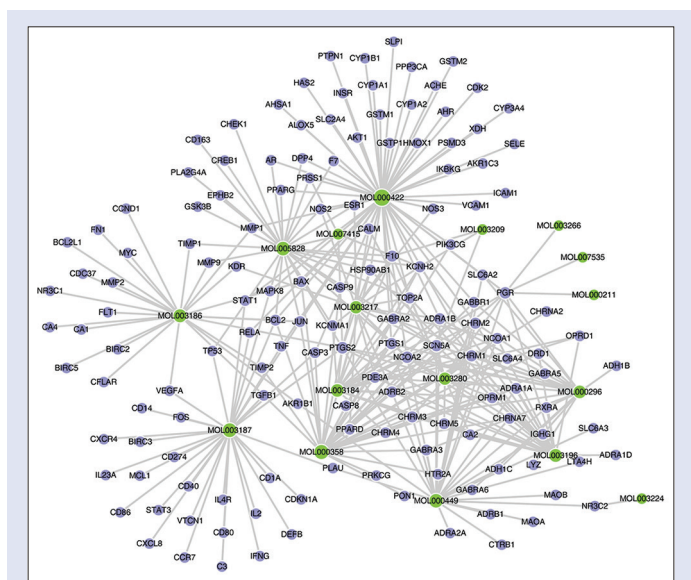 SLPI
PTPN1
CYP1B1
PPP3CA
GSTM2
HAS2
INSR
CYP1A1
ACHE
CDK2
AHSA1
CYP1A2
AHR
CYP3A4
ALOX5
SLC2A4
GSTM1
XDH
CHEK1
AKT1
GSTP1
HMOX1
PSMD3
SELE
CD163
CREB1
AR
DPP4
F7
IKBKG
AKR1C3
PLA2G4A
PRSS1
EPHB2
PPARG
MOL000422
ICAM1
GSK3B
NOS2
ESR1
NOS3
VCAM1
CCND1
FN1
MMP1
MOL007415
CALM
MOL003209
MOL003266
BCL2L1
TIMP1
MOL005828
PIK3CG
MYC
F10
MOL007535
CDC37
MMP9
KDR
HSP90AB1
KCNH2
SLC6A2
MMP2
BAX
CASP9
NR3C1
MAPK8
TOP2A
PGR
MOL000211
STAT1
GABBR1
FLT1
MOL003186
MOL003217
CHRNA2
CA4
CA1
BCL2
JUN
KCNMA1
GABRA2
ADRA1B
CHRM2
RELA
NCOA1
OPRD1
BIRC2
TP53
TNF
CASP3
PTGS2
PTGS1
SCN5A
NCOA2
CHRM1
SLC6A4
DRD1
BIRC5
TIMP2
GABRA5
ADH1B
CFLAR
PDE3A
MOL003280
VEGFA
TGFB1
MOL003184
ADRB2
ADRA1A
MOL000296
CD14
AKR1B1
CASP8
OPRM1
RXRA
FOS
CHRM3
CHRNA7
MOL003187
PPARD
CHRM4
CHRM5
SLC6A3
CXCR4
BIRC3
CA2
IGHG1
MOL000358
GABRA3
MOL003196
ADRA1D
CD274
LYZ
LTA4H
IL23A
MCL1
PLAU
HTR2A
ADH1C
CD1A
PRKCG
CD40
GABRA6
IL4R
CDKN1A
PON1
MOL000449
MAOB
MOL003224
CD86
STAT3
NR3C2
VTCN1
IL2
ADRB1
MAOA
CD80
ADRA2A
CXCL8
DEFB
CTRB1
CCR7
IFNG
C3